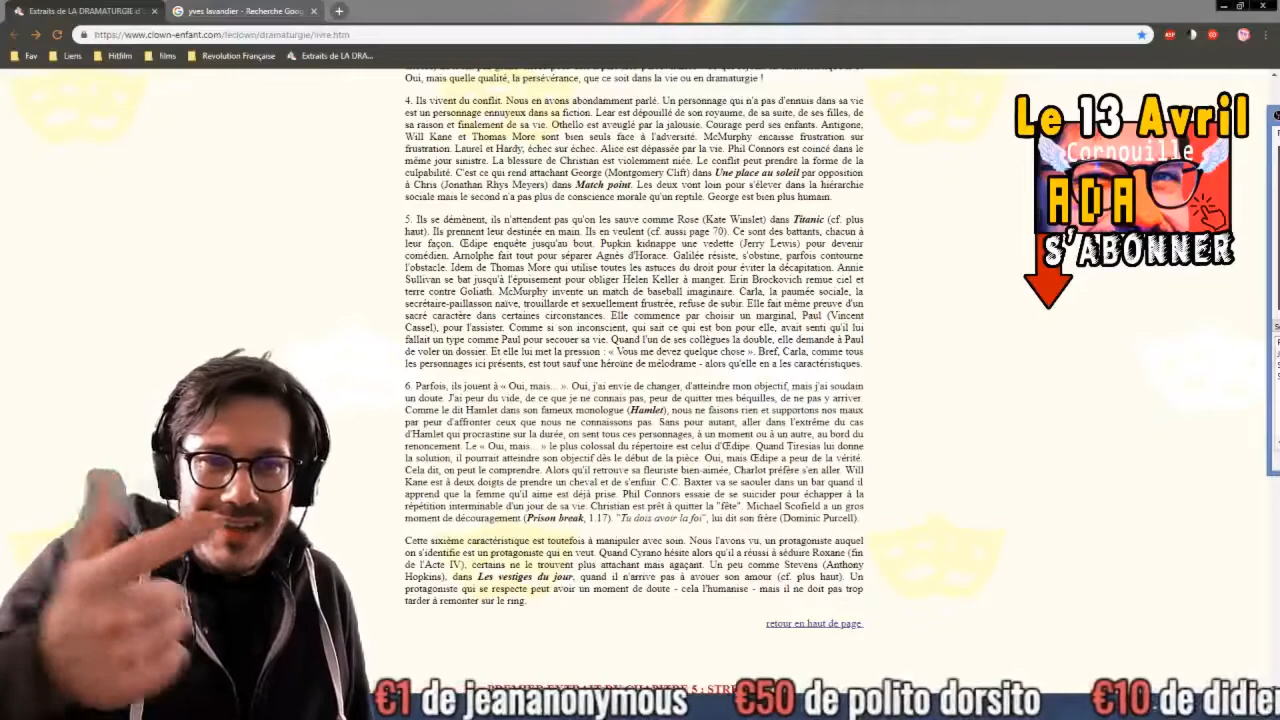 Extraits de LA DRAMATURGIE d'
yves lavandier - Recherche Goog
https://www.clown-enfant.com/leclown/dramaturgie/livre.htm
Fav
Liens
Hitfilm
films
Revolution Française
Extraits de LA DRA...
Oui, mais quelle qualité, la persévérance, que ce soit dans la vie ou en dramaturgie !
4. Ils vivent du conflit. Nous en avons abondamment parlé. Un personnage qui n'a pas d'ennuis dans sa vie
est un personnage ennuyeux dans sa fiction. Lear est dépouillé de son royaume, de sa suite, de ses filles, de
sa raison et finalement de sa vie. Othello est aveuglé par la jalousie. Courage perd ses enfants. Antigone,
Will Kane et Thomas More sont bien seuls face à l'adversité. McMurphy encaisse frustration sur
frustration. Laurel et Hardy, échec sur échec. Alice est dépassée par la vie. Phil Connors est coincé dans le
même jour sinistre. La blessure de Christian est violemment niée. Le conflit peut prendre la forme de la
culpabilité. C'est ce qui rend attachant George (Montgomery Clift) dans Une place au soleil par opposition
à Chris (Jonathan Rhys Meyers) dans Match point. Les deux vont loin pour s'élever dans la hiérarchie
sociale mais le second n'a pas plus de conscience morale qu'un reptile. George est bien plus humain.
5. Ils se démènent, ils n'attendent pas qu'on les sauve comme Rose (Kate Winslet) dans Titanic (cf. plus
haut). Ils prennent leur destinée en main. Ils en veulent (cf. aussi page 70). Ce sont des battants, chacun à
leur façon. Œdipe enquête jusqu'au bout. Pupkin kidnappe une vedette (Jerry Lewis) pour devenir
comédien. Arnolphe fait tout pour séparer Agnès d'Horace. Galilée résiste, s'obstine, parfois contourne
l'obstacle. Idem de Thomas More qui utilise toutes les astuces du droit pour éviter la décapitation. Annie
Sullivan se bat jusqu'à l'épuisement pour obliger Helen Keller à manger. Erin Brockovich remue ciel et
terre contre Goliath. McMurphy invente un match de baseball imaginaire. Carla, la paumée sociale, la
secrétaire-paillasson naïve, trouillarde et sexuellement frustrée, refuse de subir. Elle fait même preuve d'un
sacré caractère dans certaines circonstances. Elle commence par choisir un marginal, Paul (Vincent
Cassel), pour l'assister. Comme si son inconscient, qui sait ce qui est bon pour elle, avait senti qu'il lui
fallait un type comme Paul pour secouer sa vie. Quand l'un de ses collègues la double, elle demande à Paul
de voler un dossier. Et elle lui met la pression : « Vous me devez quelque chose ». Bref, Carla, comme tous
les personnages ici présents, est tout sauf une héroïne de mélodrame - alors qu'elle en a les caractéristiques.
6. Parfois, ils jouent à « Oui, mais... ». Oui, j'ai envie de changer, d'atteindre mon objectif, mais j'ai soudain
un doute. J'ai peur du vide, de ce que je ne connais pas, peur de quitter mes béquilles, de ne pas y arriver.
Comme le dit Hamlet dans son fameux monologue (Hamlet), nous ne faisons rien et supportons nos maux
par peur d'affronter ceux que nous ne connaissons pas. Sans pour autant, aller dans l'extrême du cas
d'Hamlet qui procrastine sur la durée, on sent tous ces personnages, à un moment ou à un autre, au bord du
renoncement. Le « Oui, mais... » le plus colossal du répertoire est celui d'Œdipe. Quand Tiresias lui donne
la solution, il pourrait atteindre son objectif dès le début de la pièce. Oui, mais Œdipe a peur de la vérité.
Cela dit, on peut le comprendre. Alors qu'il retrouve sa fleuriste bien-aimée, Charlot préfère s'en aller. Will
Kane est à deux doigts de prendre un cheval et de s'enfuir. C.C. Baxter va se saouler dans un bar quand il
apprend que la femme qu'il aime est déjà prise. Phil Connors essaie de se suicider pour échapper à la
répétition interminable d'un jour de sa vie. Christian est prêt à quitter la "fête". Michael Scofield a un gros
moment de découragement (Prison break, 1.17). "Tu dois avoir la foi", lui dit son frère (Dominic Purcell).
Cette sixième caractéristique est toutefois à manipuler avec soin. Nous l'avons vu, un protagoniste auquel
on s'identifie est un protagoniste qui en veut. Quand Cyrano hésite alors qu'il a réussi à séduire Roxane (fin
de l'Acte IV), certains ne le trouvent plus attachant mais agaçant. Un peu comme Stevens (Anthony
Hopkins), dans Les vestiges du jour, quand il n'arrive pas à avouer son amour (cf. plus haut). Un
protagoniste qui se respecte peut avoir un moment de doute - cela l'humanise - mais il ne doit pas trop
tarder à remonter sur le ring.
retour en haut de page
PREMIER EXTRAIT DU CHAPITRE 5 : STR
Le 13 Avril
Cornouille
ADA
S'ABONNER
€1 de jeananonymous €50 de polito dorsito €10 de didier